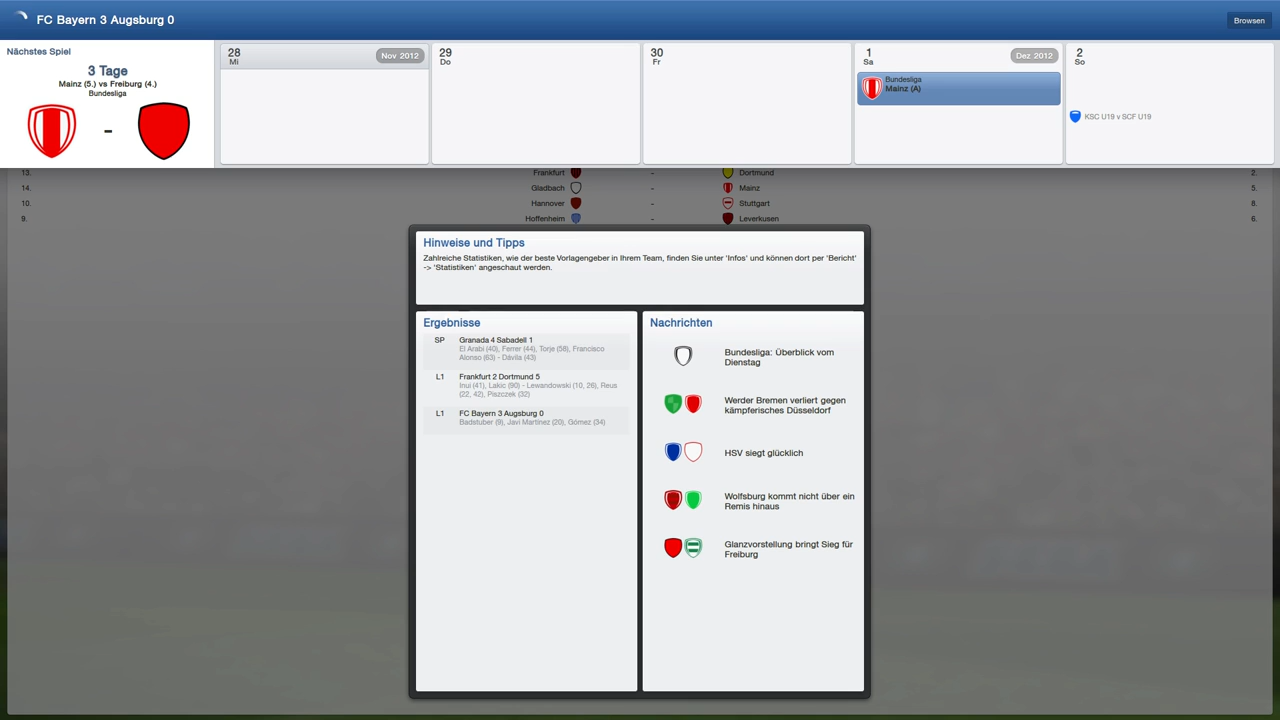 FC Bayern 3 Augsburg 0
Browsen
Nächstes Spiel
3 Tage
Mainz (5.) vs Freiburg (4.)
Bundesliga
-
28
Mi
Nov 2012
29
Do
30
Fr
1
Sa
Dez 2012
Bundesliga
Mainz (A)
2
So
KSC U19 v SCF U19
13. Frankfurt - Dortmund 2.
14. Gladbach - Mainz 5.
10. Hannover - Stuttgart 8.
9. Hoffenheim - Leverkusen 6.
Hinweise und Tipps
Zahlreiche Statistiken, wie der beste Vorlagengeber in Ihrem Team, finden Sie unter 'Infos' und können dort per 'Bericht'
-> 'Statistiken' angeschaut werden.
Ergebnisse
SP Granada 4 Sabadell 1
El Arabi (40), Ferrer (44), Torje (58), Francisco
Alonso (63) - Dávila (43)
L1 Frankfurt 2 Dortmund 5
Inui (41), Lakic (90) - Lewandowski (10, 26), Reus
(22, 42), Piszczek (32)
L1 FC Bayern 3 Augsburg 0
Badstuber (9), Javi Martínez (20), Gómez (34)
Nachrichten
Bundesliga: Überblick vom
Dienstag
Werder Bremen verliert gegen
kämpferisches Düsseldorf
HSV siegt glücklich
Wolfsburg kommt nicht über ein
Remis hinaus
Glanzvorstellung bringt Sieg für
Freiburg